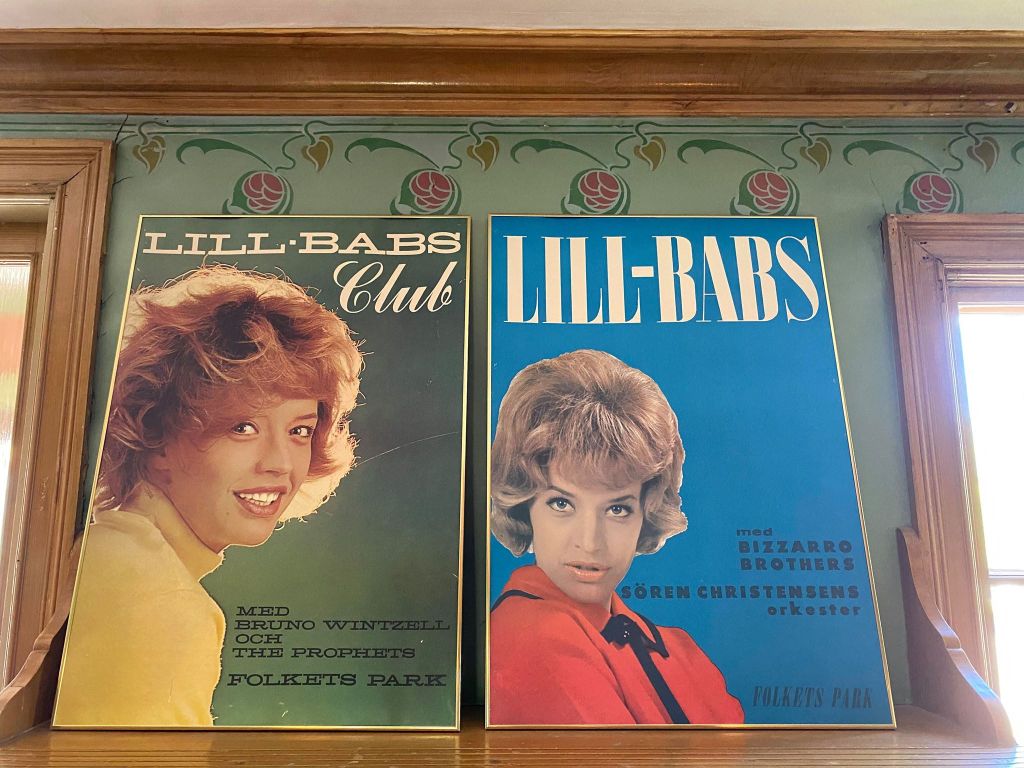 LILL-BABS
Club
MED
BRUNO WINTZELL
OCH
THE PROPHETS
FOLKETS PARK
LILL-BABS
med
BIZZARRO
BROTHERS
SÖREN CHRISTENSENS
orkester
FOLKETS PARK